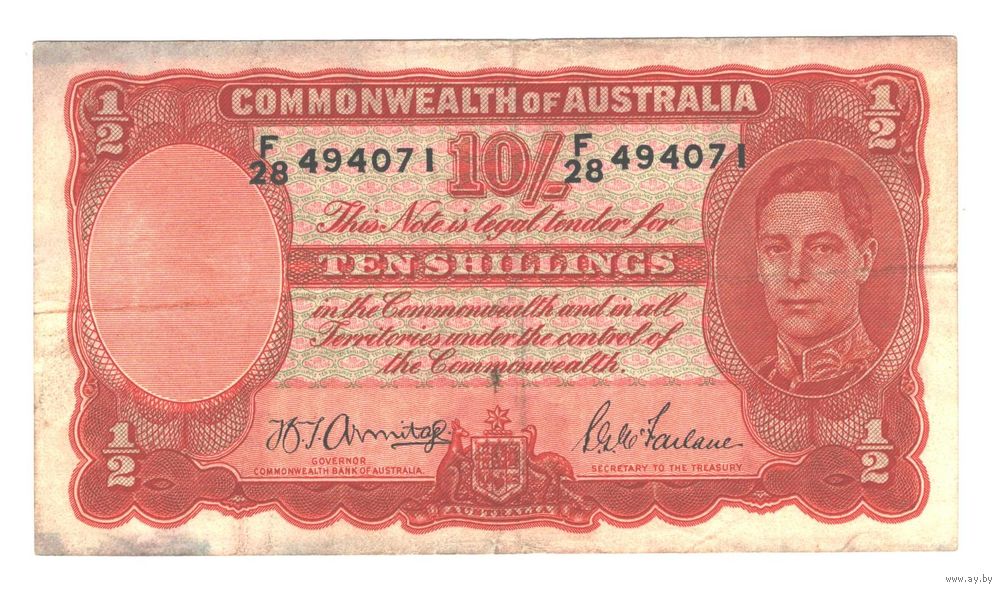 COMMONWEALTH OF AUSTRALIA
1/2 1/2
F/28 494071 10/- F/28 494071
This Note is legal tender for
TEN SHILLINGS
in the Commonwealth and in all
Territories under the control of
the Commonwealth.
H.T. Armitage S.G. McFarlane
GOVERNOR
COMMONWEALTH BANK OF AUSTRALIA. SECRETARY TO THE TREASURY
1/2 1/2
AUSTRALIA
www.ay.by